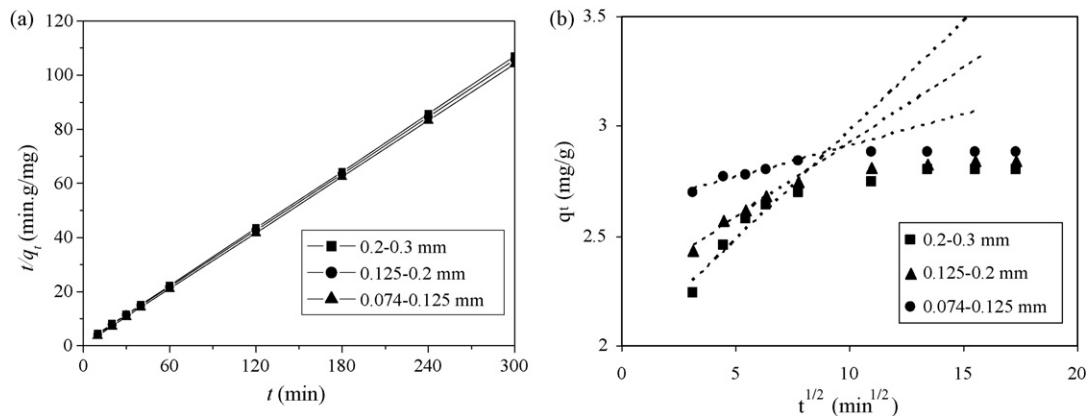 (a)
120
100
80
60
40
20
0
t/qt (min.g/mg)
0 60 120 180 240 300
t (min)
0.2-0.3 mm
0.125-0.2 mm
0.074-0.125 mm
(b)
3.5
3
2.5
2
qt (mg/g)
0 5 10 15 20
t^1/2 (min^1/2)
0.2-0.3 mm
0.125-0.2 mm
0.074-0.125 mm